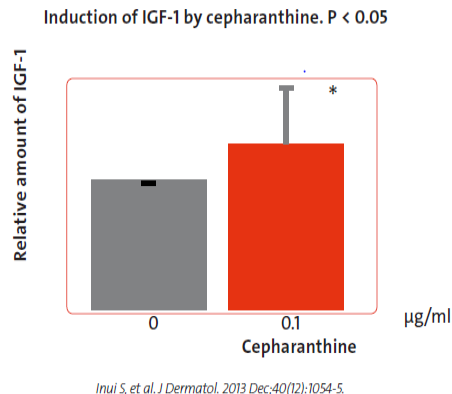 Induction of IGF-1 by cepharanthine. P < 0.05
Relative amount of IGF-1
*
0
0.1
µg/ml
Cepharanthine
Inui S, et al. J Dermatol. 2013 Dec;40(12):1054-5.